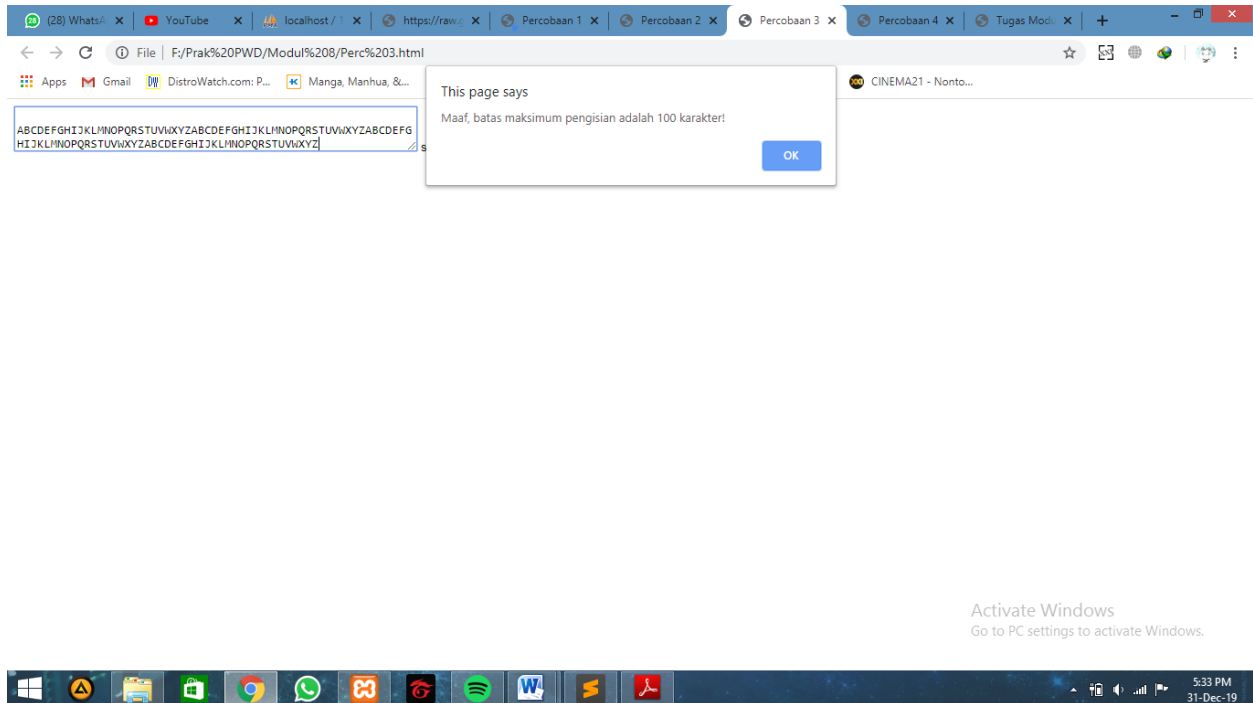 (28) WhatsA
YouTube
localhost / 1
https://raw.g
Percobaan 1
Percobaan 2
Percobaan 3
Percobaan 4
Tugas Modu
File | F:/Prak%20PWD/Modul%208/Perc%203.html
Apps
Gmail
DistroWatch.com: P...
Manga, Manhua, &...
CINEMA21 - Nonto...
This page says
Maaf, batas maksimum pengisian adalah 100 karakter!
OK
ABCDEFGHIJKLMNOPQRSTUVWXYZABCDEFGHIJKLMNOPQRSTUVWXYZABCDEFG
HIJKLMNOPQRSTUVWXYZABCDEFGHIJKLMNOPQRSTUVWXYZ
s
Activate Windows
Go to PC settings to activate Windows.
5:33 PM
31-Dec-19